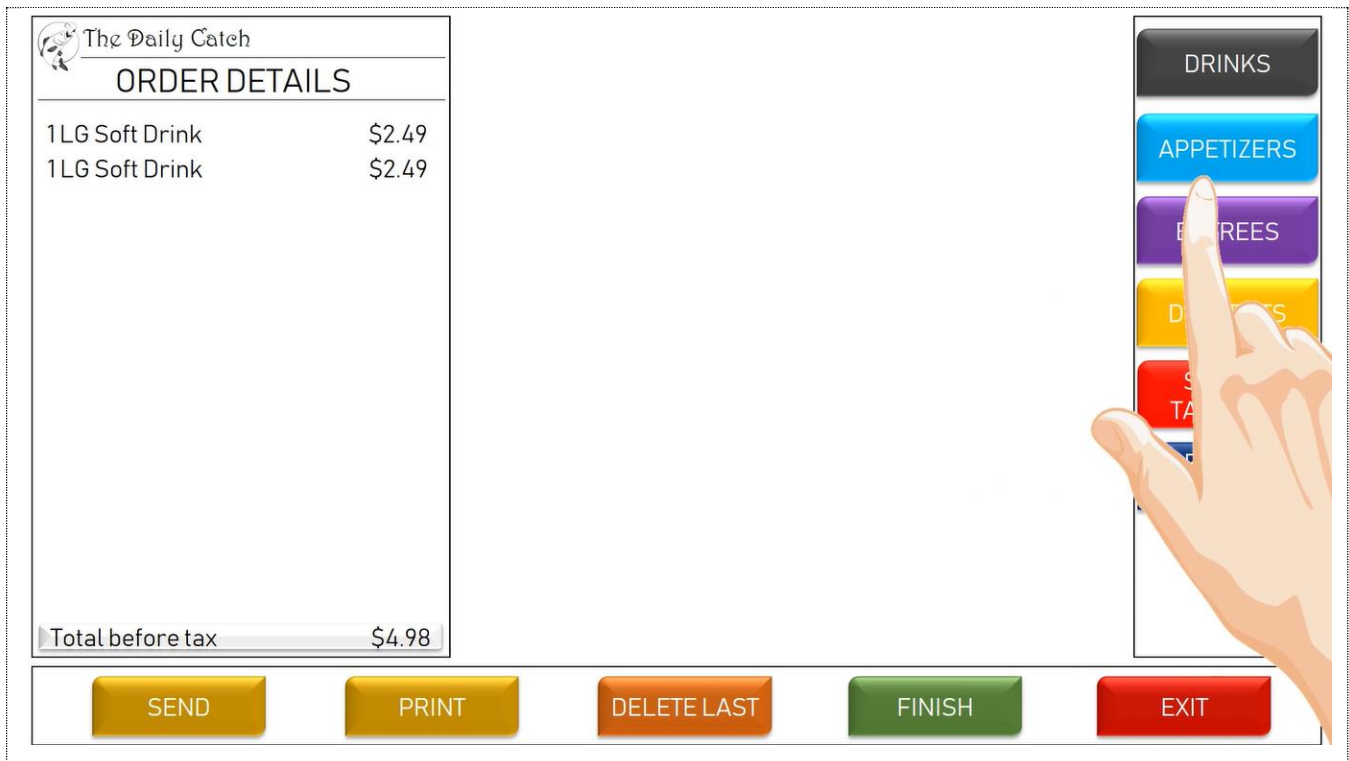 The Daily Catch
ORDER DETAILS
1 LG Soft Drink $2.49
1 LG Soft Drink $2.49
Total before tax $4.98
DRINKS
APPETIZERS
SEND
PRINT
DELETE LAST
FINISH
EXIT